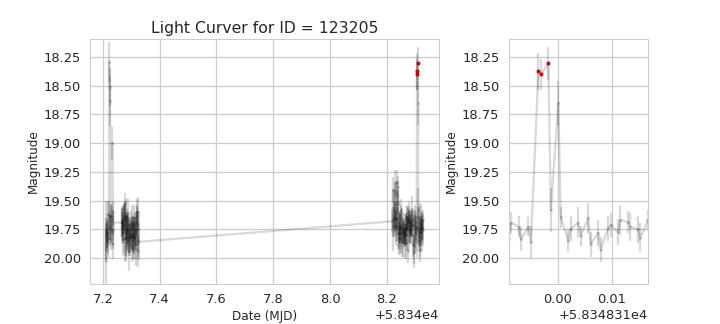 Light Curver for ID = 123205
Magnitude
18.25
18.50
18.75
19.00
19.25
19.50
19.75
20.00
7.2 7.4 7.6 7.8 8.0 8.2
Date (MJD)
+5.834e4
Magnitude
18.25
18.50
18.75
19.00
19.25
19.50
19.75
20.00
0.00 0.01
+5.834831e4